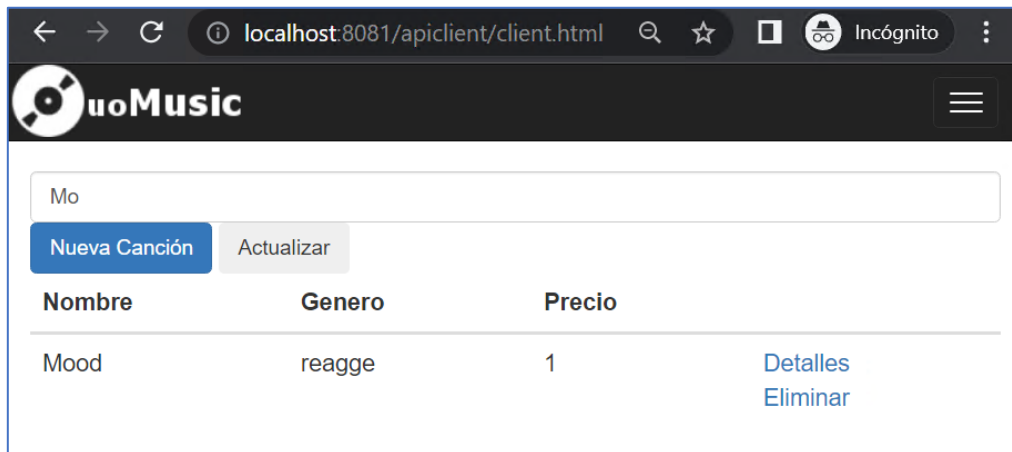 localhost:8081/apiclient/client.html Incógnito
uoMusic
Mo
Nueva Canción Actualizar
Nombre Genero Precio
Mood reagge 1 Detalles
Eliminar